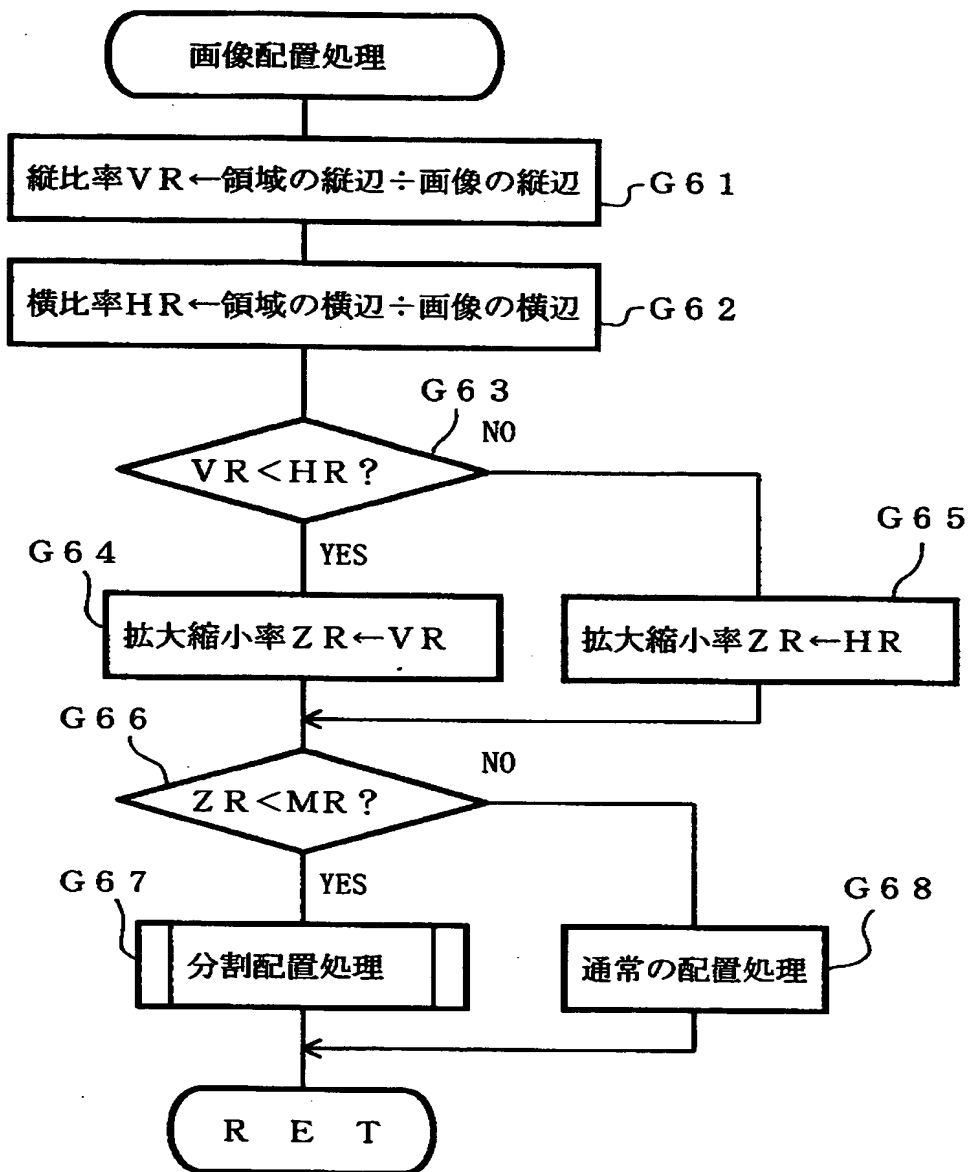 画像配置処理
縦比率VR←領域の縦辺÷画像の縦辺
G61
横比率HR←領域の横辺÷画像の横辺
G62
G63
VR<HR?
NO
YES
G64
拡大縮小率ZR←VR
G65
拡大縮小率ZR←HR
G66
ZR<MR?
NO
YES
G67
分割配置処理
G68
通常の配置処理
RET